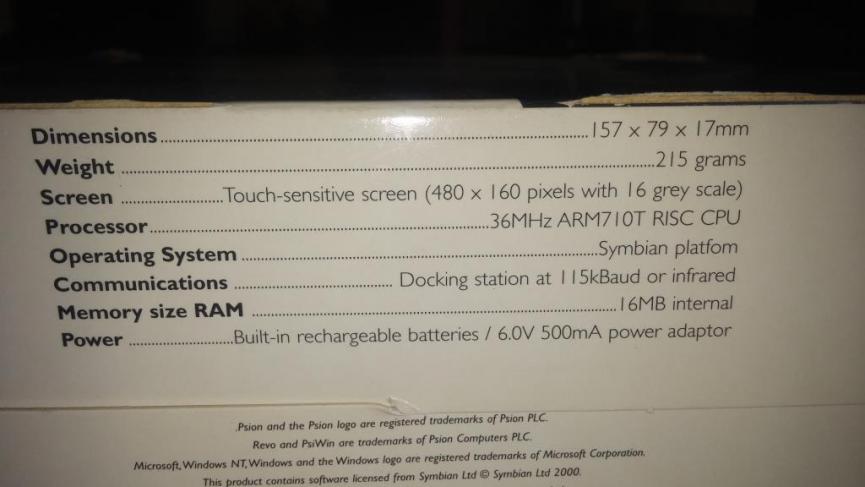 Dimensions ........ 157 x 79 x 17mm
Weight ........ 215 grams
Screen ........ Touch-sensitive screen (480 x 160 pixels with 16 grey scale)
Processor ........ 36MHz ARM710T RISC CPU
Operating System ........ Symbian platfom
Communications ........ Docking station at 115kBaud or infrared
Memory size RAM ........ 16MB internal
Power ........ Built-in rechargeable batteries / 6.0V 500mA power adaptor
Psion and the Psion logo are registered trademarks of Psion PLC.
Revo and PsiWin are trademarks of Psion Computers PLC.
Microsoft, Windows NT, Windows and the Windows logo are registered trademarks of Microsoft Corporation.
This product contains software licensed from Symbian Ltd © Symbian Ltd 2000.